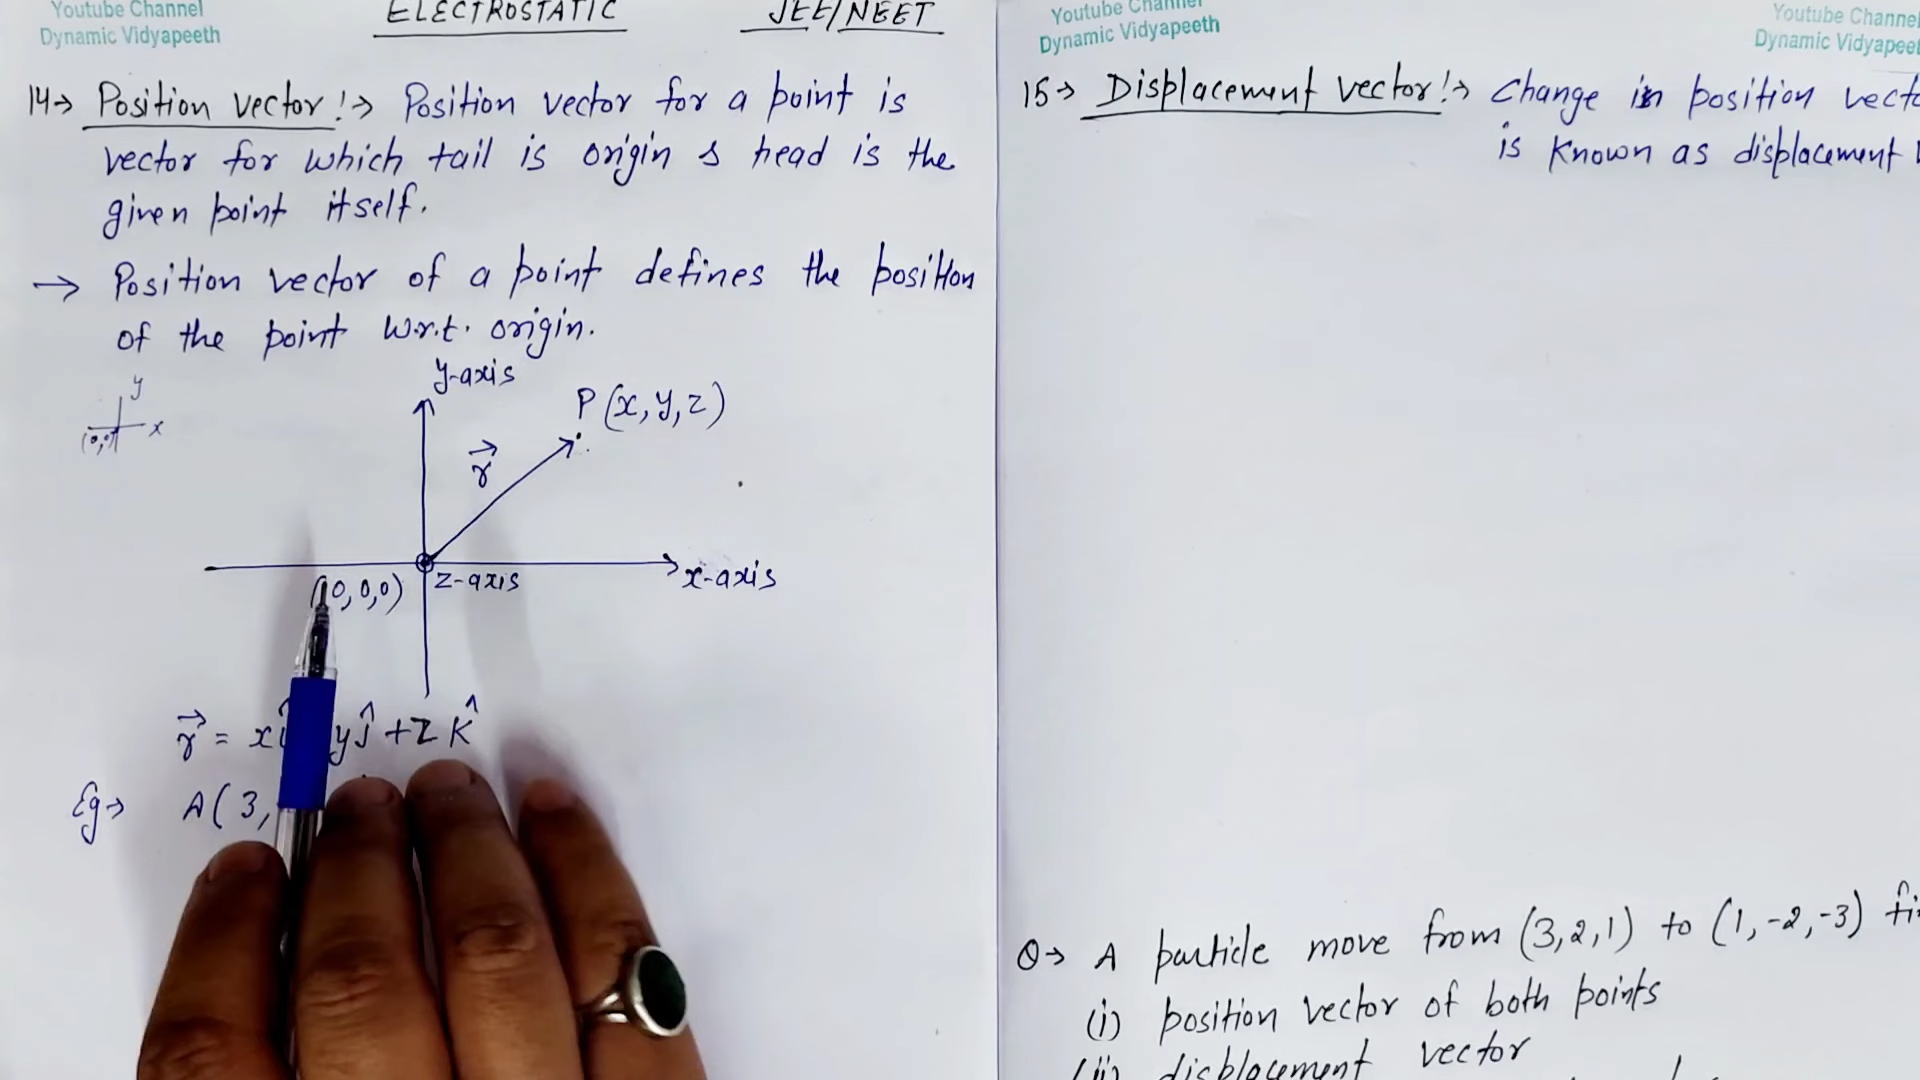 Youtube Channel
Dynamic Vidyapeeth
ELECTROSTATIC
JEE/NEET
14→ Position vector!→ Position vector for a point is
vector for which tail is origin & head is the
given point itself.
→ Position vector of a point defines the position
of the point w.r.t. origin.
y
x
y-axis
P (x, y, z)
r⃗
(0, 0, 0)
z-axis
x-axis
r⃗ = xî yĵ + z k̂
Eg→ A( 3,
Youtube Channel
Dynamic Vidyapeeth
Youtube Channel
Dynamic Vidyapeet
15→ Displacement vector!→ Change in position vecto
is known as displacement
Q→ A particle move from (3,2,1) to (1,-2,-3) fi
(i) position vector of both points
(ii) displacement vector